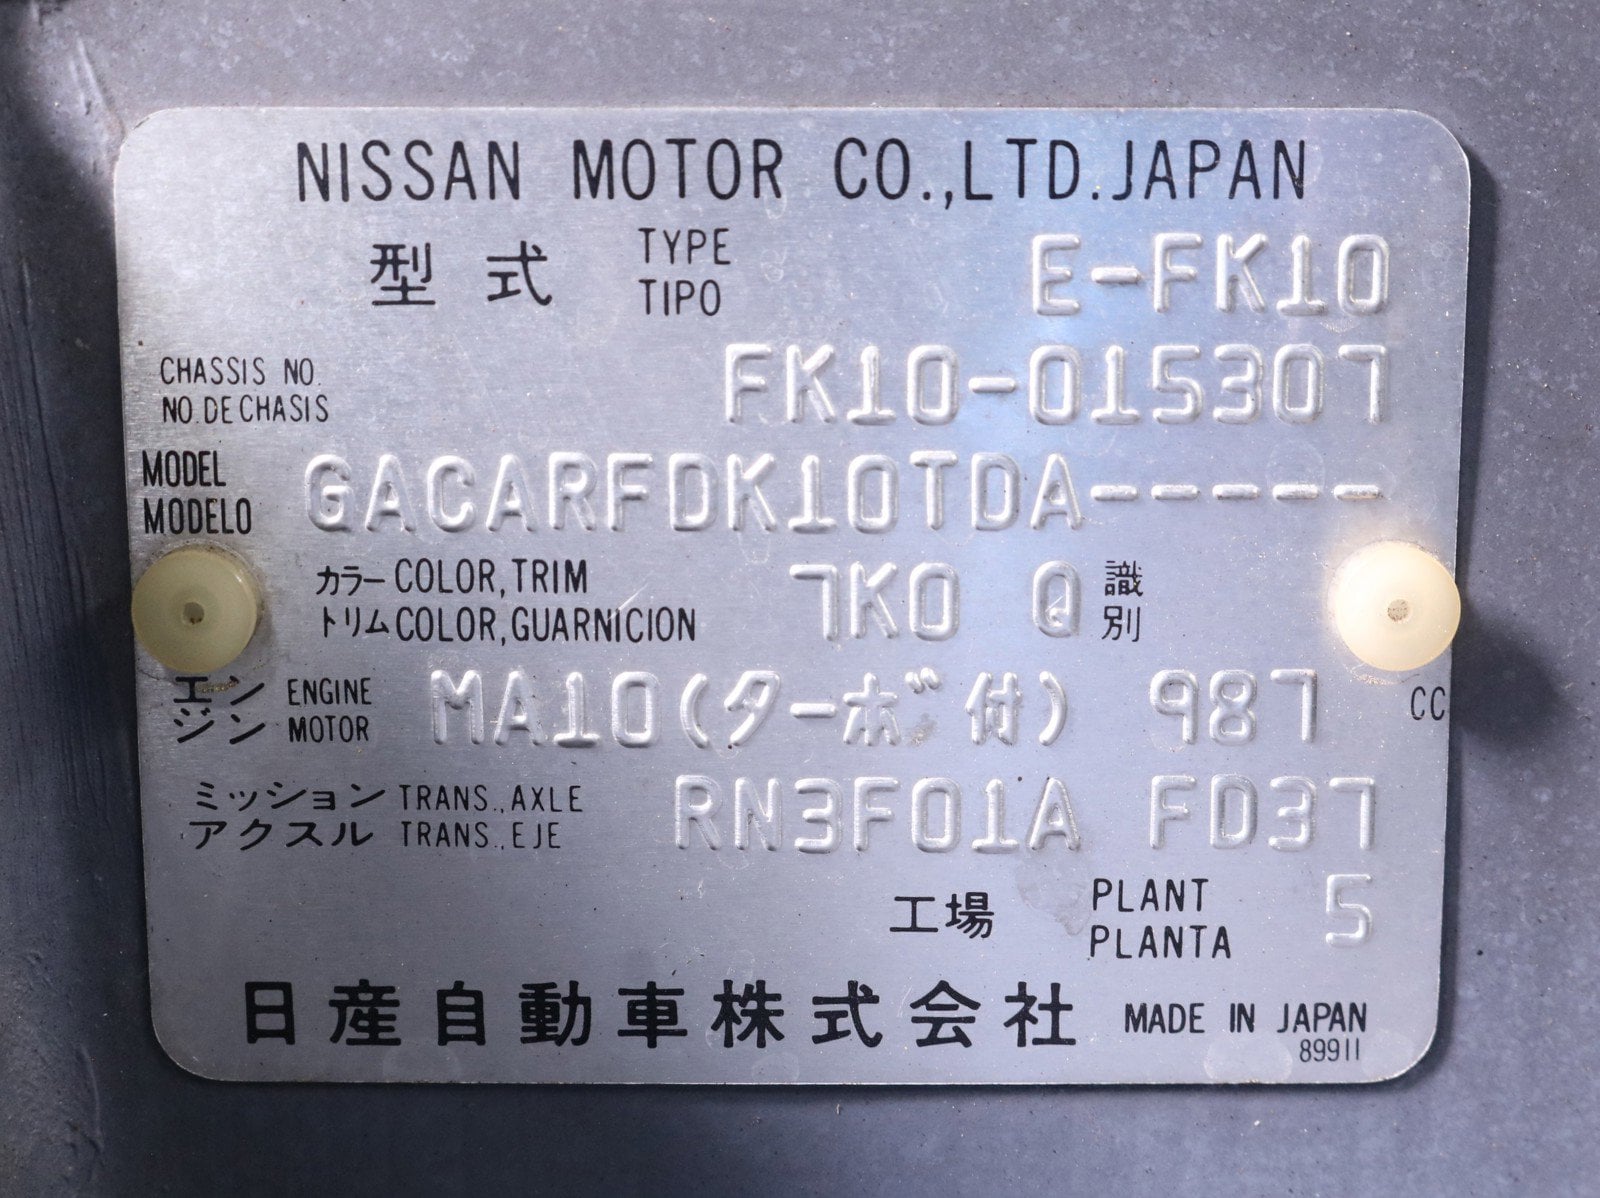 NISSAN MOTOR CO.,LTD.JAPAN
型式 TYPE E-FK10
TIPO
CHASSIS NO. FK10-015307
NO.DE CHASIS
MODEL GACARFDK10TDA-----
MODELO
カラー COLOR,TRIM 7K0 Q 識別
トリム COLOR,GUARNICION
エンジン ENGINE MA10(ターボ付) 987 CC
MOTOR
ミッション TRANS.,AXLE RN3F01A FD37
アクスル TRANS.,EJE
工場 PLANT 5
PLANTA
日産自動車株式会社 MADE IN JAPAN
89911